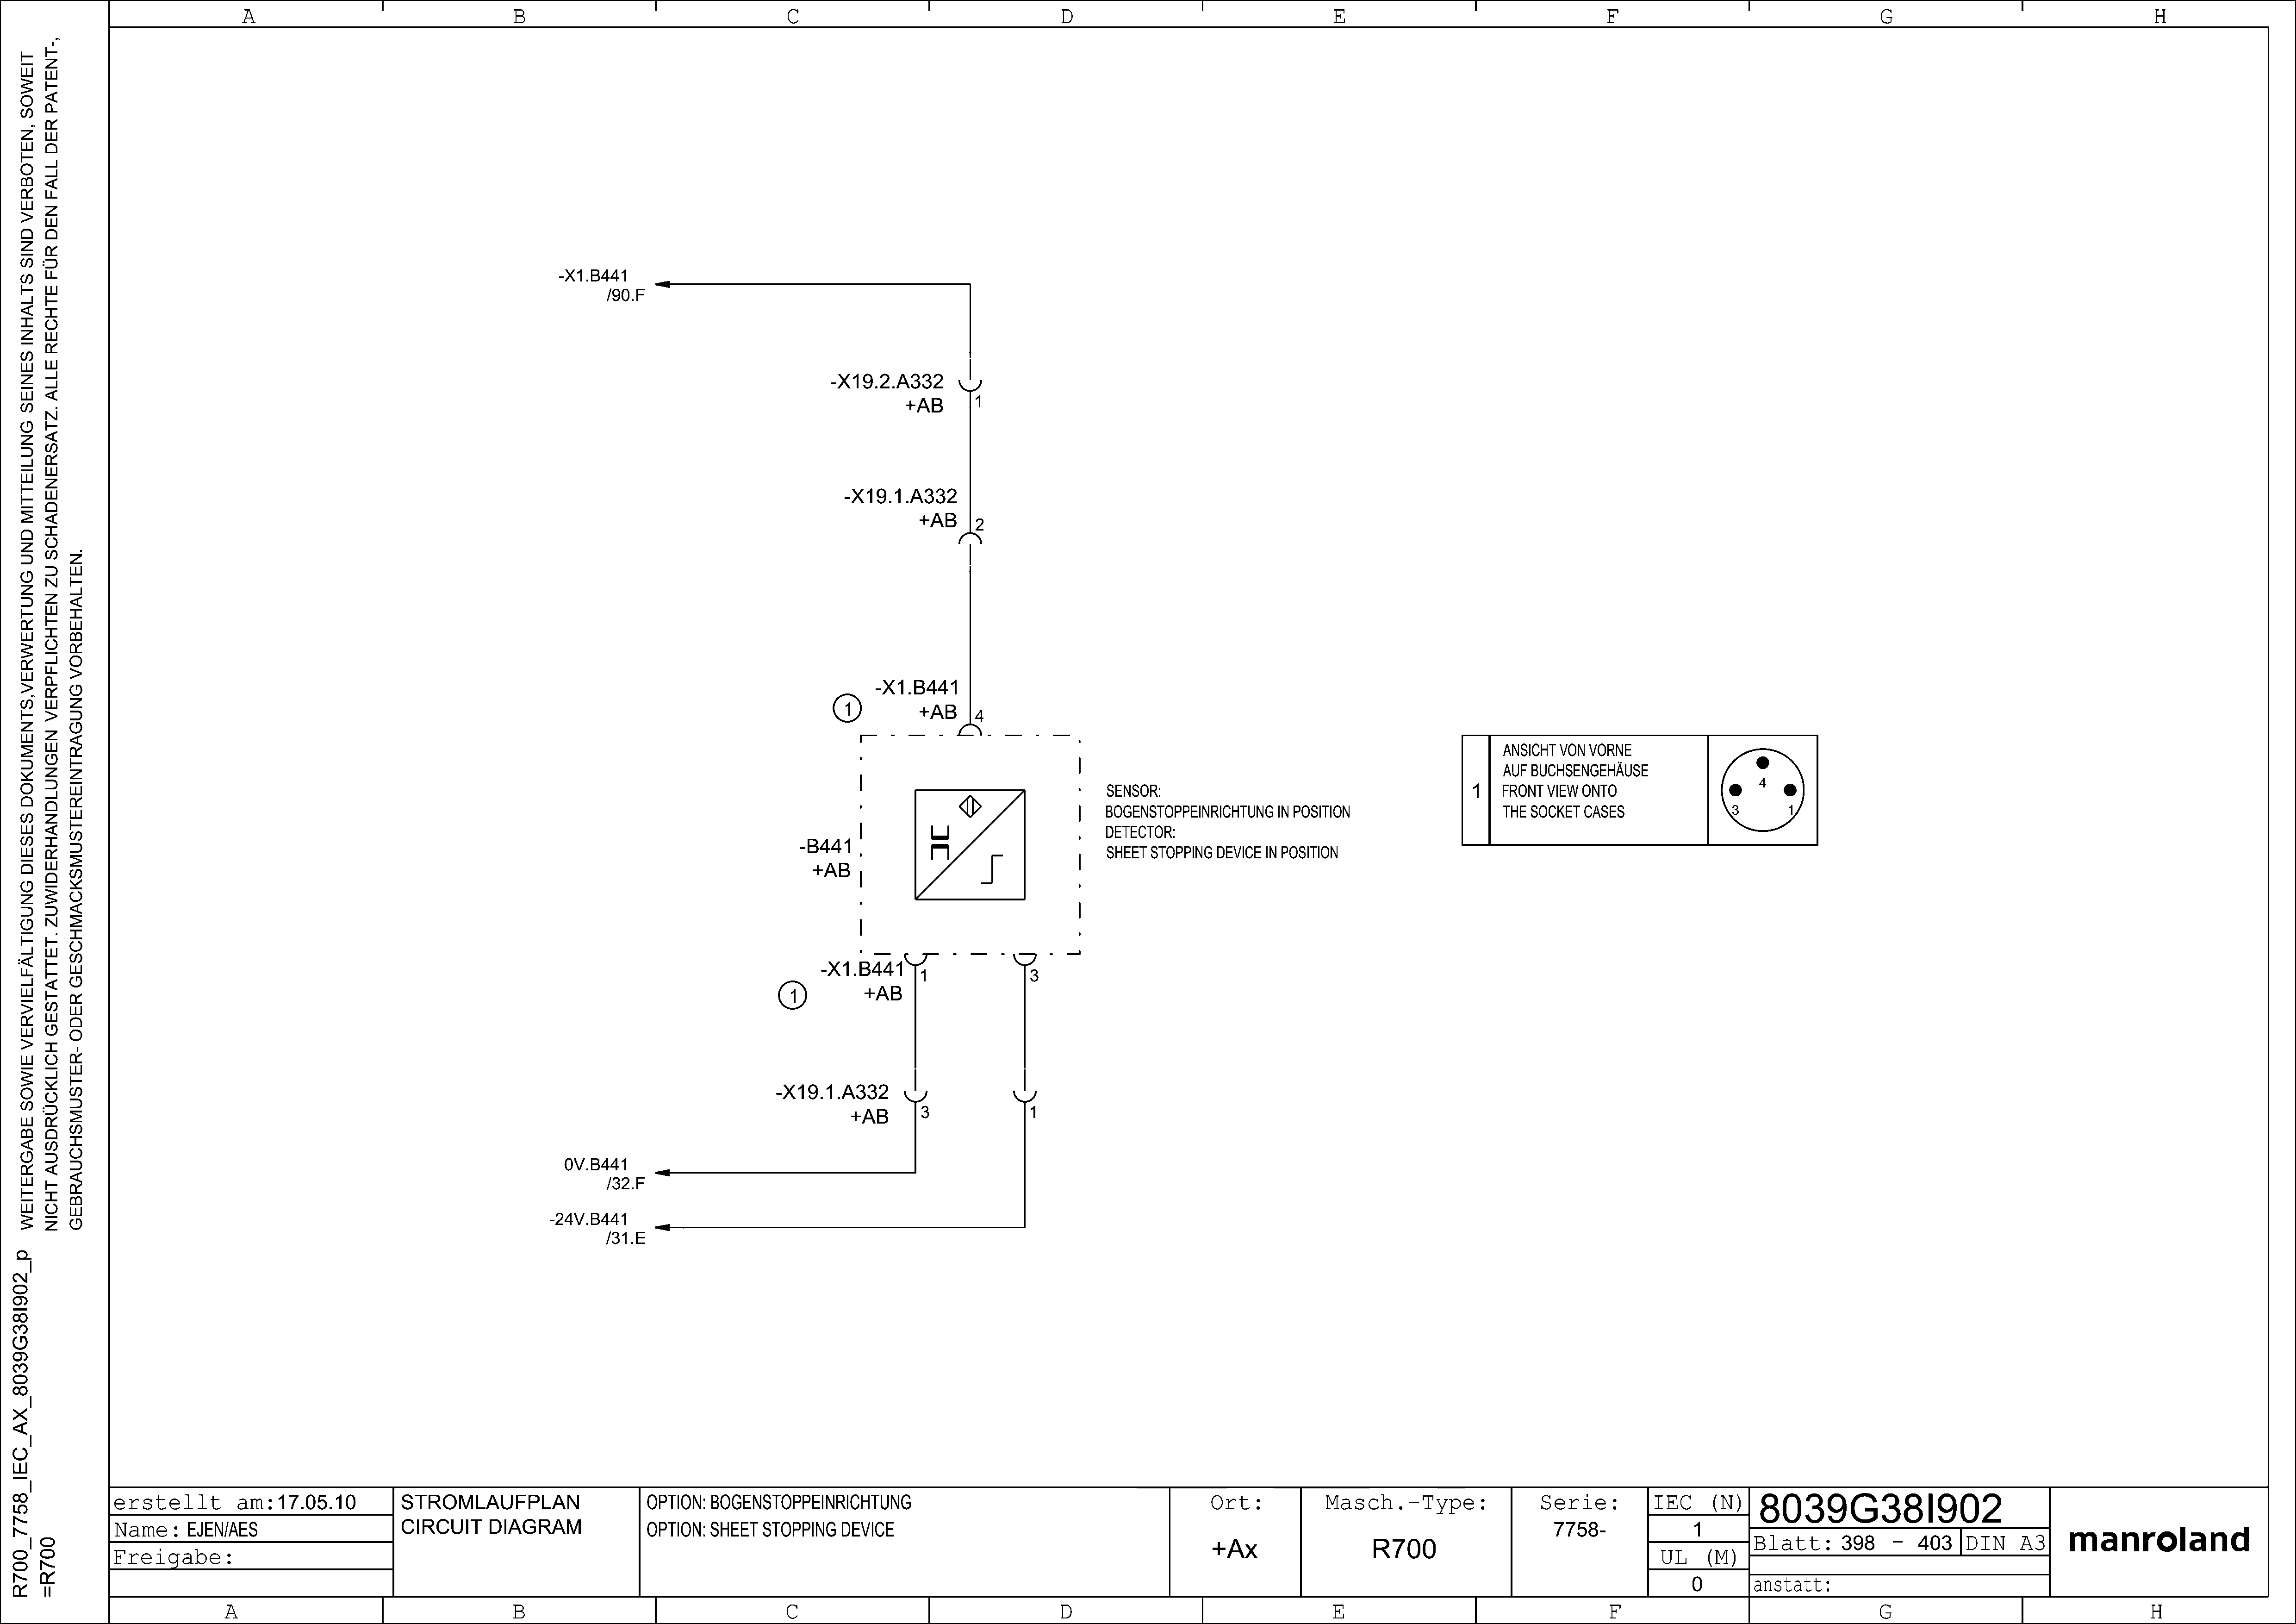 A B C D E F G H
WEITERGABE SOWIE VERVIELFÄLTIGUNG DIESES DOKUMENTS,VERWERTUNG UND MITTEILUNG SEINES INHALTS SIND VERBOTEN, SOWEIT
NICHT AUSDRÜCKLICH GESTATTET. ZUWIDERHANDLUNGEN VERPFLICHTEN ZU SCHADENERSATZ. ALLE RECHTE FÜR DEN FALL DER PATENT-,
GEBRAUCHSMUSTER- ODER GESCHMACKSMUSTEREINTRAGUNG VORBEHALTEN.
R700_7758_IEC_AX_8039G38I902_p
=R700
-X1.B441
/90.F
-X19.2.A332
+AB 1
-X19.1.A332
+AB 2
-X1.B441
1 +AB 4
-B441
+AB
SENSOR:
BOGENSTOPPEINRICHTUNG IN POSITION
DETECTOR:
SHEET STOPPING DEVICE IN POSITION
1
ANSICHT VON VORNE
AUF BUCHSENGEHÄUSE
FRONT VIEW ONTO
THE SOCKET CASES
4
3 1
-X1.B441 1 3
1 +AB
-X19.1.A332
+AB 3 1
0V.B441
/32.F
-24V.B441
/31.E
erstellt am:17.05.10
Name: EJEN/AES
Freigabe:
STROMLAUFPLAN
CIRCUIT DIAGRAM
OPTION: BOGENSTOPPEINRICHTUNG
OPTION: SHEET STOPPING DEVICE
Ort:
+Ax
Masch.-Type:
R700
Serie:
7758-
IEC (N)
1
UL (M)
0
8039G38I902
Blatt: 398 - 403 DIN A3
anstatt:
manroland
A B C D E F G H